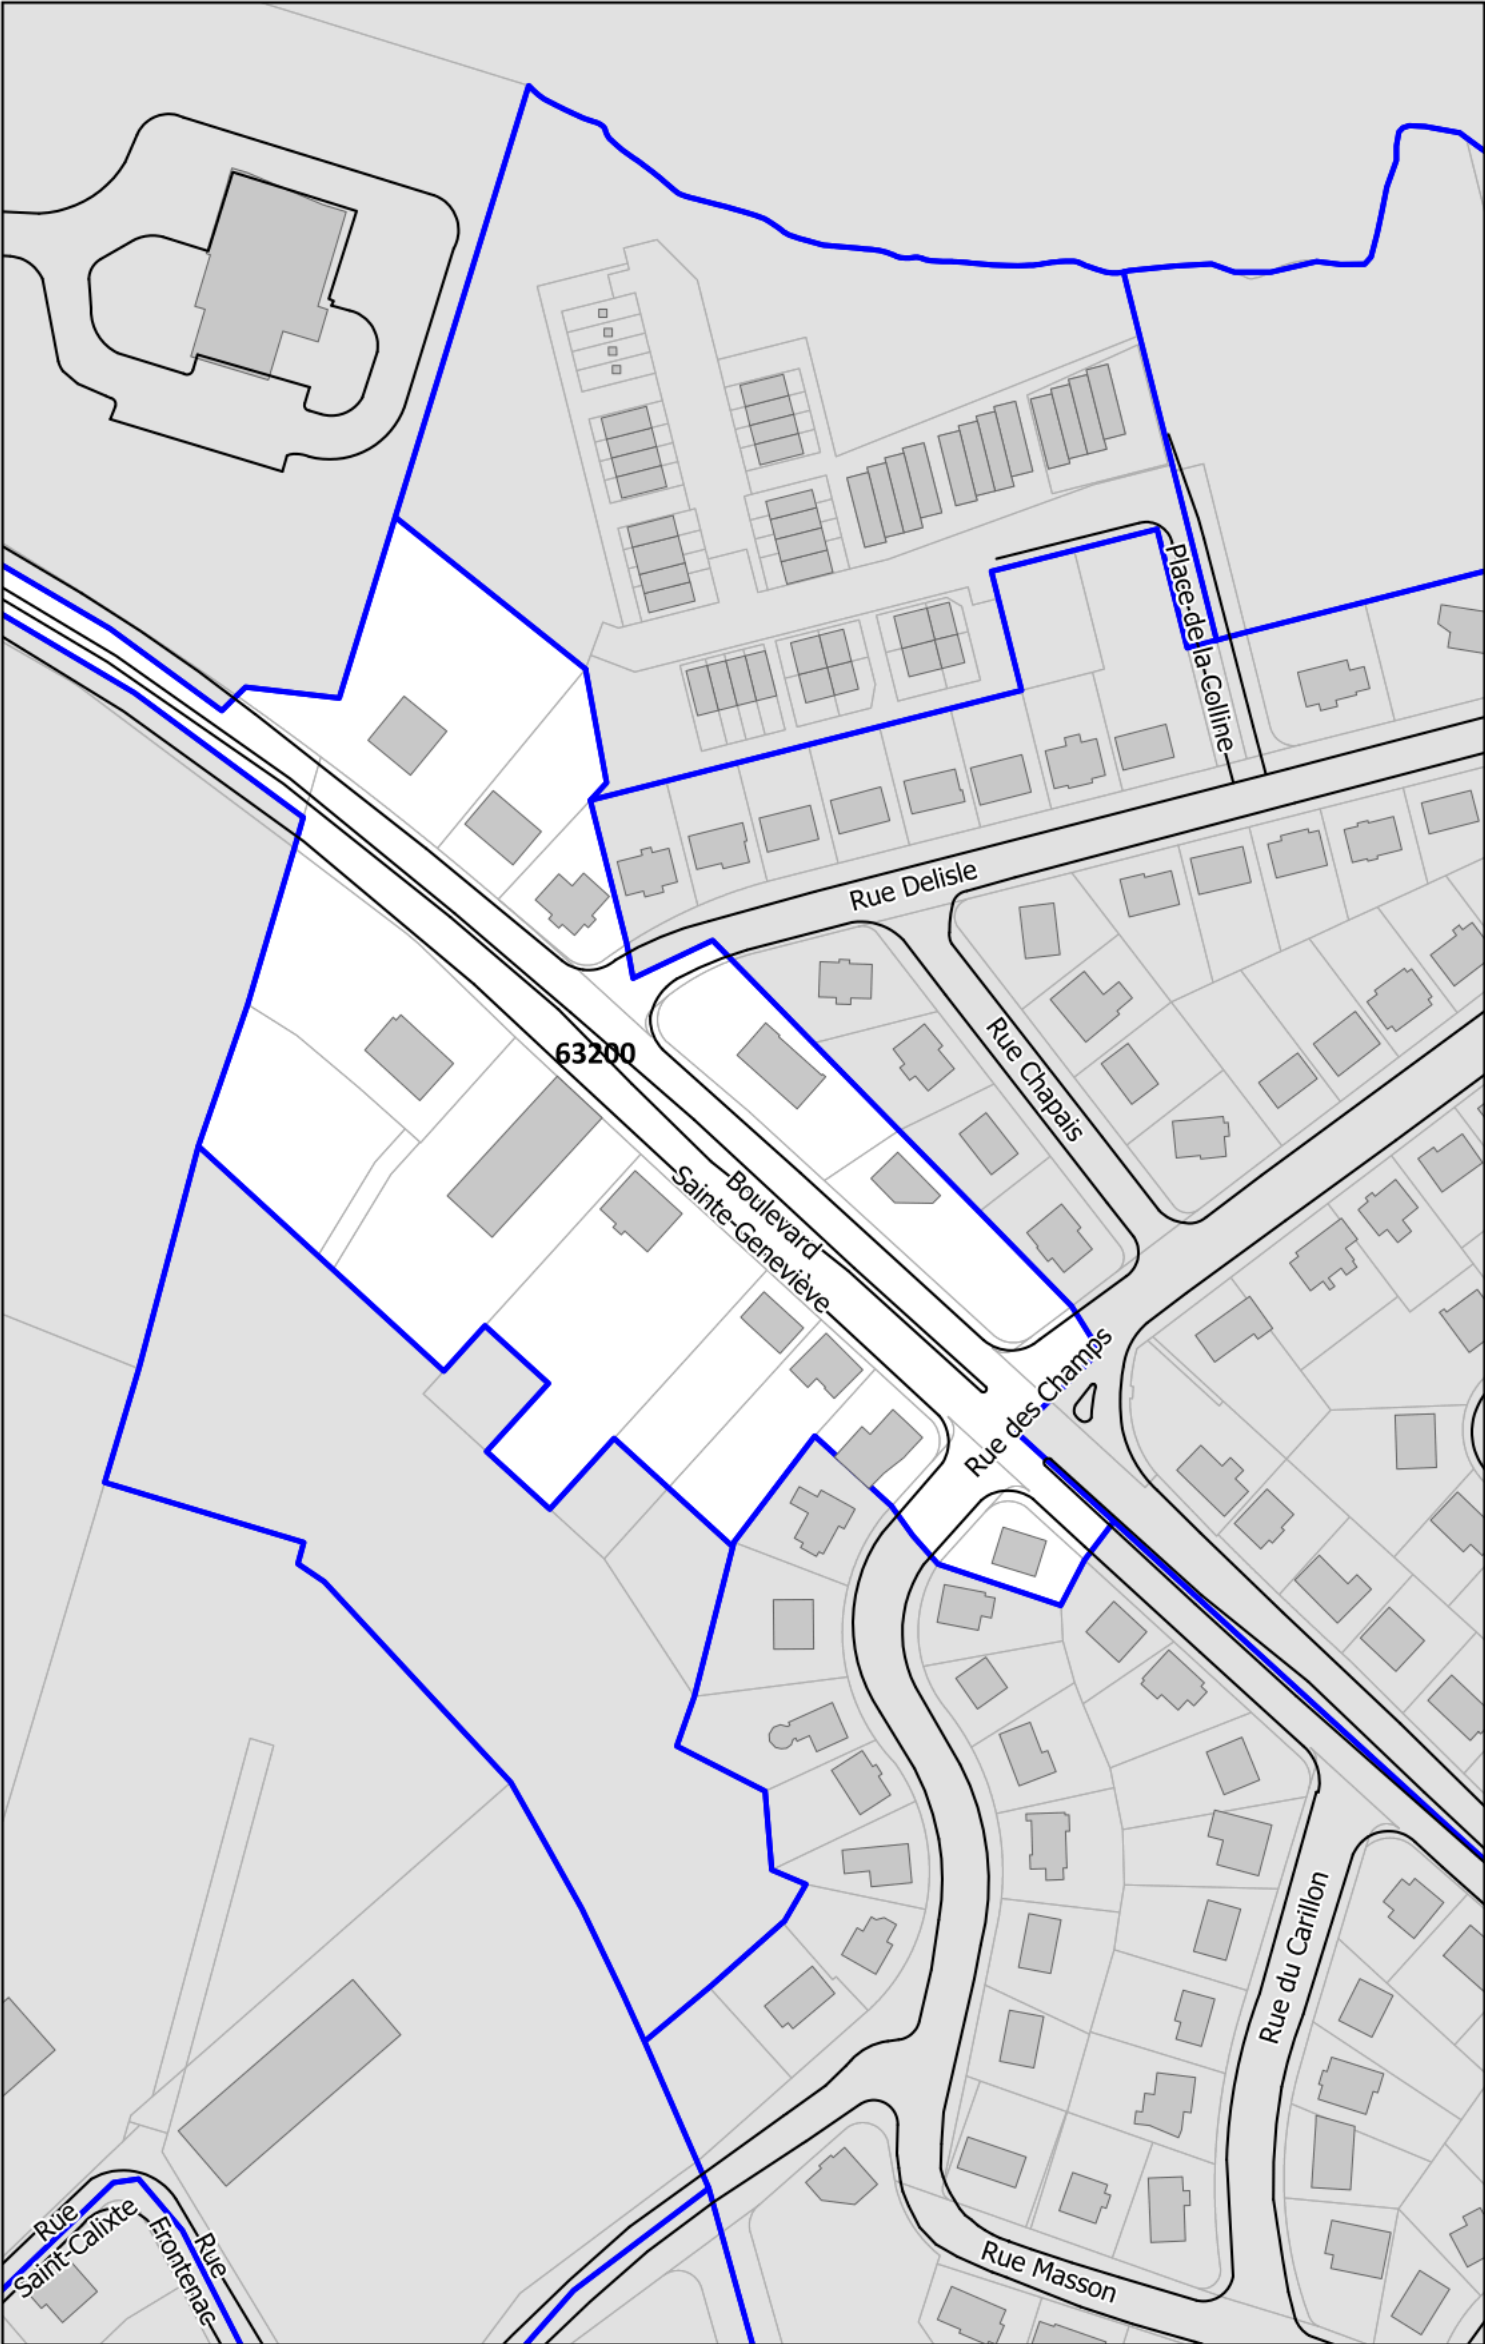 Place-de-la-Colline
Rue Delisle
Rue Chapais
63200
Boulevard
Sainte-Geneviève
Rue des Champs
Rue du Carillon
Rue
Saint-Calixte
Rue
Frontenac
Rue Masson